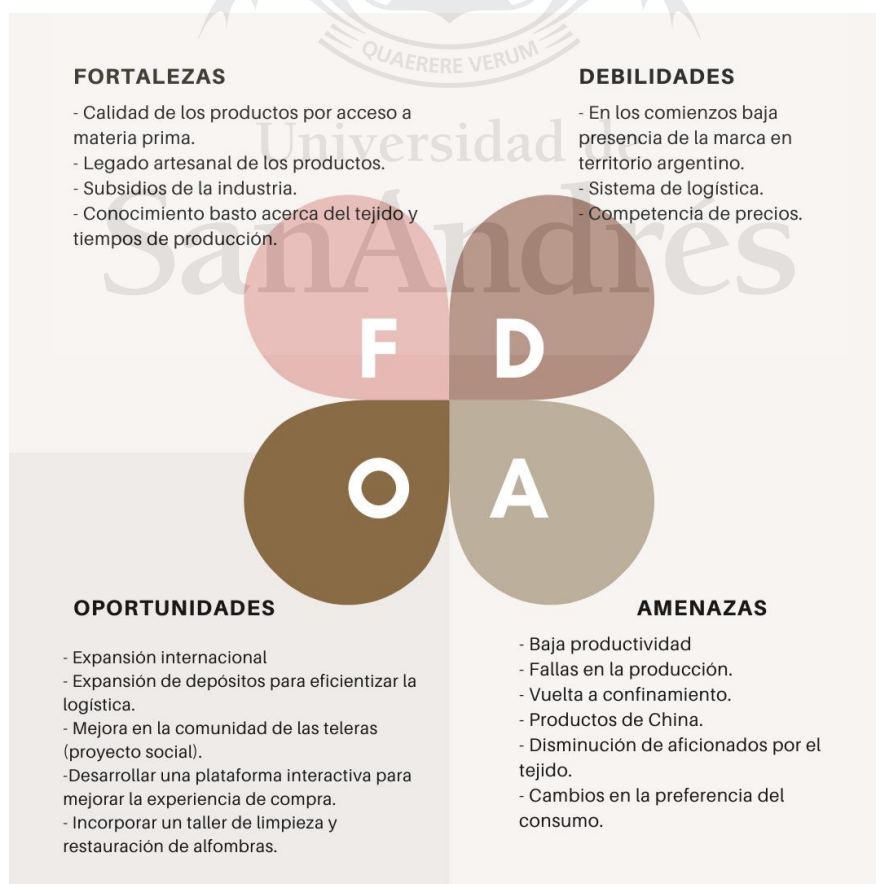 QUAERERE VERUM
Universidad de
SanAndrés
FORTALEZAS
- Calidad de los productos por acceso a
materia prima.
- Legado artesanal de los productos.
- Subsidios de la industria.
- Conocimiento basto acerca del tejido y
tiempos de producción.
DEBILIDADES
- En los comienzos baja
presencia de la marca en
territorio argentino.
- Sistema de logística.
- Competencia de precios.
F
D
O
A
OPORTUNIDADES
- Expansión internacional
- Expansión de depósitos para eficientizar la
logística.
- Mejora en la comunidad de las teleras
(proyecto social).
-Desarrollar una plataforma interactiva para
mejorar la experiencia de compra.
- Incorporar un taller de limpieza y
restauración de alfombras.
AMENAZAS
- Baja productividad
- Fallas en la producción.
- Vuelta a confinamiento.
- Productos de China.
- Disminución de aficionados por el
tejido.
- Cambios en la preferencia del
consumo.